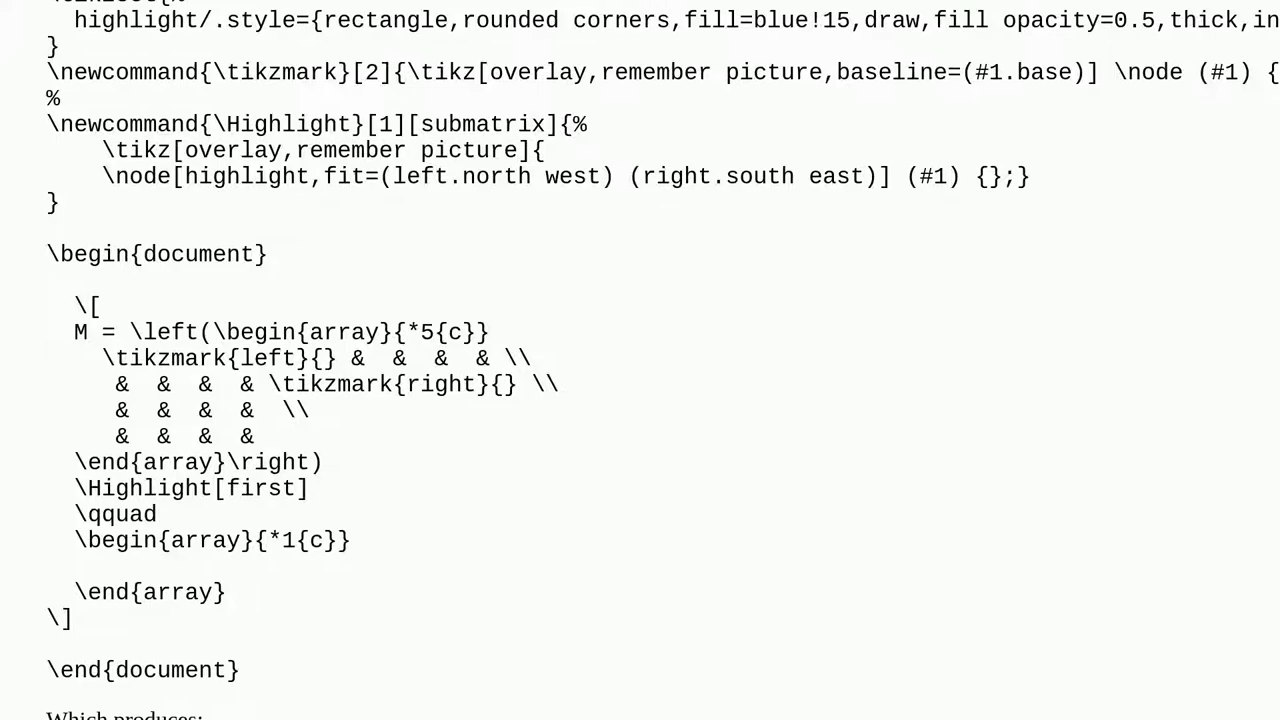 \tikzset{%
  highlight/.style={rectangle,rounded corners,fill=blue!15,draw,fill opacity=0.5,thick,in
}
\newcommand{\tikzmark}[2]{\tikz[overlay,remember picture,baseline=(#1.base)] \node (#1) {
%
\newcommand{\Highlight}[1][submatrix]{%
    \tikz[overlay,remember picture]{
    \node[highlight,fit=(left.north west) (right.south east)] (#1) {};}
}
\begin{document}
  \[
  M = \left(\begin{array}{*5{c}}
    \tikzmark{left}{} &  &  &  & \\
     &  &  &  & \tikzmark{right}{} \\
     &  &  &  &  \\
     &  &  &  &
  \end{array}\right)
  \Highlight[first]
  \qquad
  \begin{array}{*1{c}}
  \end{array}
\]
\end{document}
Which produces: